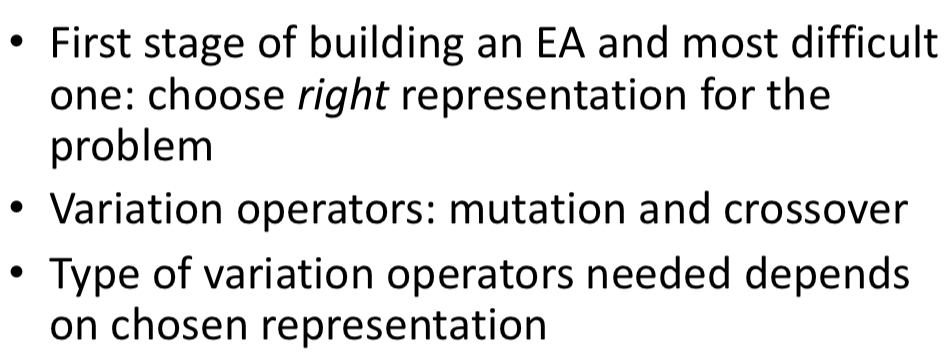 • First stage of building an EA and most difficult
one: choose right representation for the
problem
• Variation operators: mutation and crossover
• Type of variation operators needed depends
on chosen representation